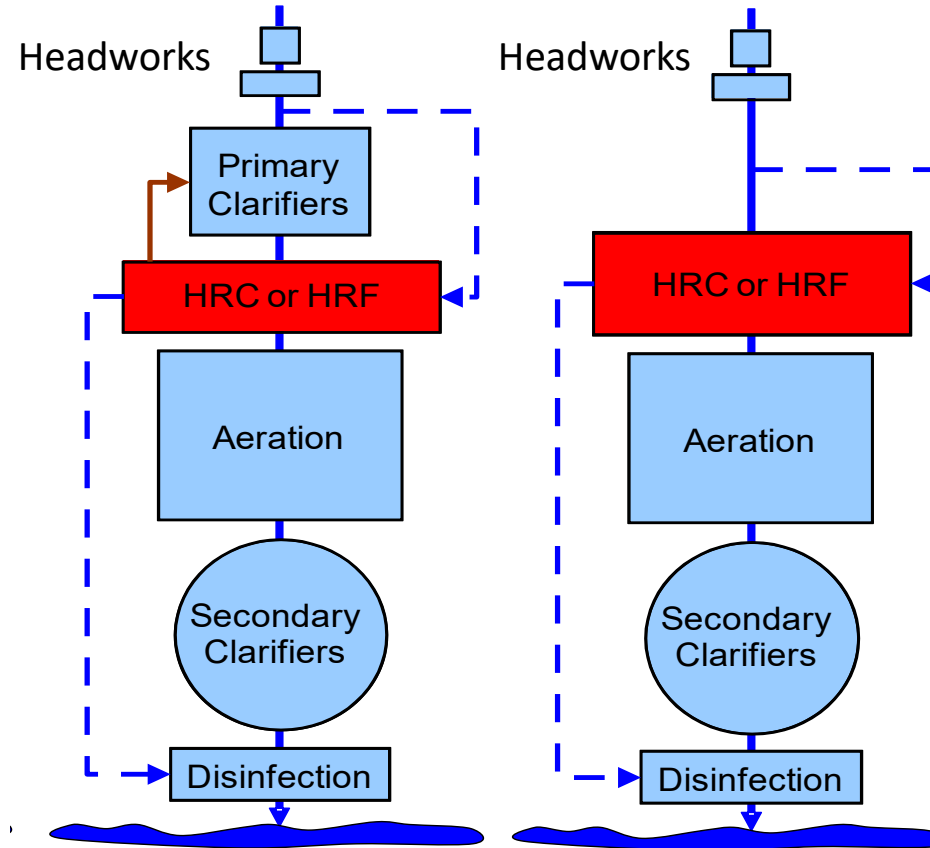 Headworks
Primary
Clarifiers
HRC or HRF
Aeration
Secondary
Clarifiers
Disinfection
Headworks
HRC or HRF
Aeration
Secondary
Clarifiers
Disinfection